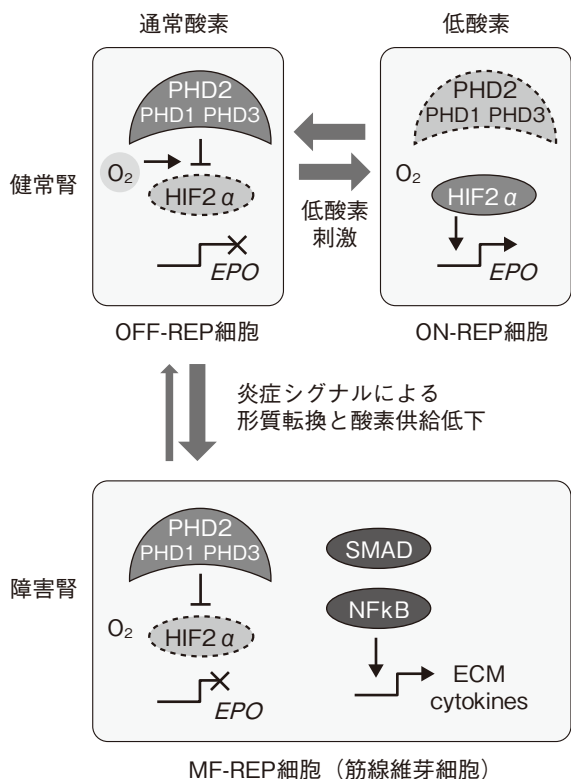 通常酸素
低酸素
健常腎
PHD2
PHD1 PHD3
O₂
HIF2α
EPO
OFF-REP細胞
低酸素
刺激
PHD2
PHD1 PHD3
O₂
HIF2α
EPO
ON-REP細胞
炎症シグナルによる
形質転換と酸素供給低下
障害腎
PHD2
PHD1 PHD3
O₂
HIF2α
EPO
SMAD
NFkB
ECM
cytokines
MF-REP細胞（筋線維芽細胞）